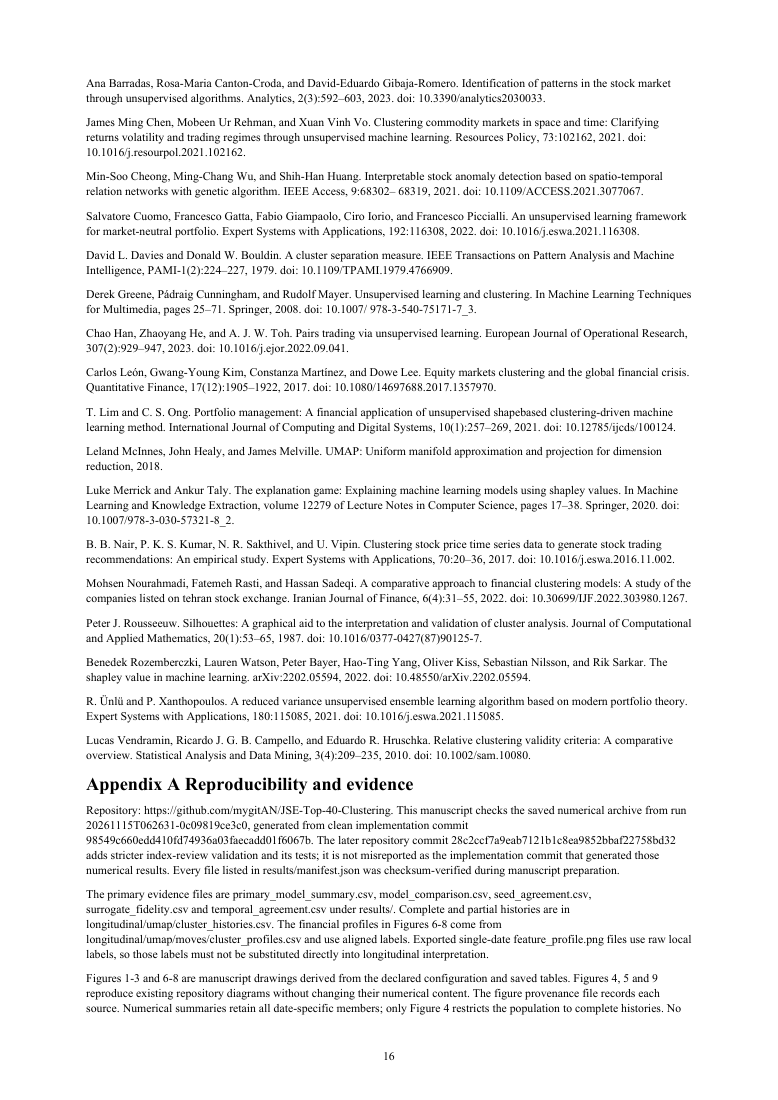 Ana Barradas, Rosa-Maria Canton-Croda, and David-Eduardo Gibaja-Romero. Identification of patterns in the stock market
through unsupervised algorithms. Analytics, 2(3):592–603, 2023. doi: 10.3390/analytics2030033.
James Ming Chen, Mobeen Ur Rehman, and Xuan Vinh Vo. Clustering commodity markets in space and time: Clarifying
returns volatility and trading regimes through unsupervised machine learning. Resources Policy, 73:102162, 2021. doi:
10.1016/j.resourpol.2021.102162.
Min-Soo Cheong, Ming-Chang Wu, and Shih-Han Huang. Interpretable stock anomaly detection based on spatio-temporal
relation networks with genetic algorithm. IEEE Access, 9:68302– 68319, 2021. doi: 10.1109/ACCESS.2021.3077067.
Salvatore Cuomo, Francesco Gatta, Fabio Giampaolo, Ciro Iorio, and Francesco Piccialli. An unsupervised learning framework
for market-neutral portfolio. Expert Systems with Applications, 192:116308, 2022. doi: 10.1016/j.eswa.2021.116308.
David L. Davies and Donald W. Bouldin. A cluster separation measure. IEEE Transactions on Pattern Analysis and Machine
Intelligence, PAMI-1(2):224–227, 1979. doi: 10.1109/TPAMI.1979.4766909.
Derek Greene, Pádraig Cunningham, and Rudolf Mayer. Unsupervised learning and clustering. In Machine Learning Techniques
for Multimedia, pages 25–71. Springer, 2008. doi: 10.1007/ 978-3-540-75171-7_3.
Chao Han, Zhaoyang He, and A. J. W. Toh. Pairs trading via unsupervised learning. European Journal of Operational Research,
307(2):929–947, 2023. doi: 10.1016/j.ejor.2022.09.041.
Carlos León, Gwang-Young Kim, Constanza Martínez, and Dowe Lee. Equity markets clustering and the global financial crisis.
Quantitative Finance, 17(12):1905–1922, 2017. doi: 10.1080/14697688.2017.1357970.
T. Lim and C. S. Ong. Portfolio management: A financial application of unsupervised shapebased clustering-driven machine
learning method. International Journal of Computing and Digital Systems, 10(1):257–269, 2021. doi: 10.12785/ijcds/100124.
Leland McInnes, John Healy, and James Melville. UMAP: Uniform manifold approximation and projection for dimension
reduction, 2018.
Luke Merrick and Ankur Taly. The explanation game: Explaining machine learning models using shapley values. In Machine
Learning and Knowledge Extraction, volume 12279 of Lecture Notes in Computer Science, pages 17–38. Springer, 2020. doi:
10.1007/978-3-030-57321-8_2.
B. B. Nair, P. K. S. Kumar, N. R. Sakthivel, and U. Vipin. Clustering stock price time series data to generate stock trading
recommendations: An empirical study. Expert Systems with Applications, 70:20–36, 2017. doi: 10.1016/j.eswa.2016.11.002.
Mohsen Nourahmadi, Fatemeh Rasti, and Hassan Sadeqi. A comparative approach to financial clustering models: A study of the
companies listed on tehran stock exchange. Iranian Journal of Finance, 6(4):31–55, 2022. doi: 10.30699/IJF.2022.303980.1267.
Peter J. Rousseeuw. Silhouettes: A graphical aid to the interpretation and validation of cluster analysis. Journal of Computational
and Applied Mathematics, 20(1):53–65, 1987. doi: 10.1016/0377-0427(87)90125-7.
Benedek Rozemberczki, Lauren Watson, Peter Bayer, Hao-Ting Yang, Oliver Kiss, Sebastian Nilsson, and Rik Sarkar. The
shapley value in machine learning. arXiv:2202.05594, 2022. doi: 10.48550/arXiv.2202.05594.
R. Ünlü and P. Xanthopoulos. A reduced variance unsupervised ensemble learning algorithm based on modern portfolio theory.
Expert Systems with Applications, 180:115085, 2021. doi: 10.1016/j.eswa.2021.115085.
Lucas Vendramin, Ricardo J. G. B. Campello, and Eduardo R. Hruschka. Relative clustering validity criteria: A comparative
overview. Statistical Analysis and Data Mining, 3(4):209–235, 2010. doi: 10.1002/sam.10080.
Appendix A Reproducibility and evidence
Repository: https://github.com/mygitAN/JSE-Top-40-Clustering. This manuscript checks the saved numerical archive from run
20261115T062631-0c09819ce3c0, generated from clean implementation commit
98549c660edd410fd74936a03faecadd01f6067b. The later repository commit 28c2ccf7a9eab7121b1c8ea9852bbaf22758bd32
adds stricter index-review validation and its tests; it is not misreported as the implementation commit that generated those
numerical results. Every file listed in results/manifest.json was checksum-verified during manuscript preparation.
The primary evidence files are primary_model_summary.csv, model_comparison.csv, seed_agreement.csv,
surrogate_fidelity.csv and temporal_agreement.csv under results/. Complete and partial histories are in
longitudinal/umap/cluster_histories.csv. The financial profiles in Figures 6-8 come from
longitudinal/umap/moves/cluster_profiles.csv and use aligned labels. Exported single-date feature_profile.png files use raw local
labels, so those labels must not be substituted directly into longitudinal interpretation.
Figures 1-3 and 6-8 are manuscript drawings derived from the declared configuration and saved tables. Figures 4, 5 and 9
reproduce existing repository diagrams without changing their numerical content. The figure provenance file records each
source. Numerical summaries retain all date-specific members; only Figure 4 restricts the population to complete histories. No
16